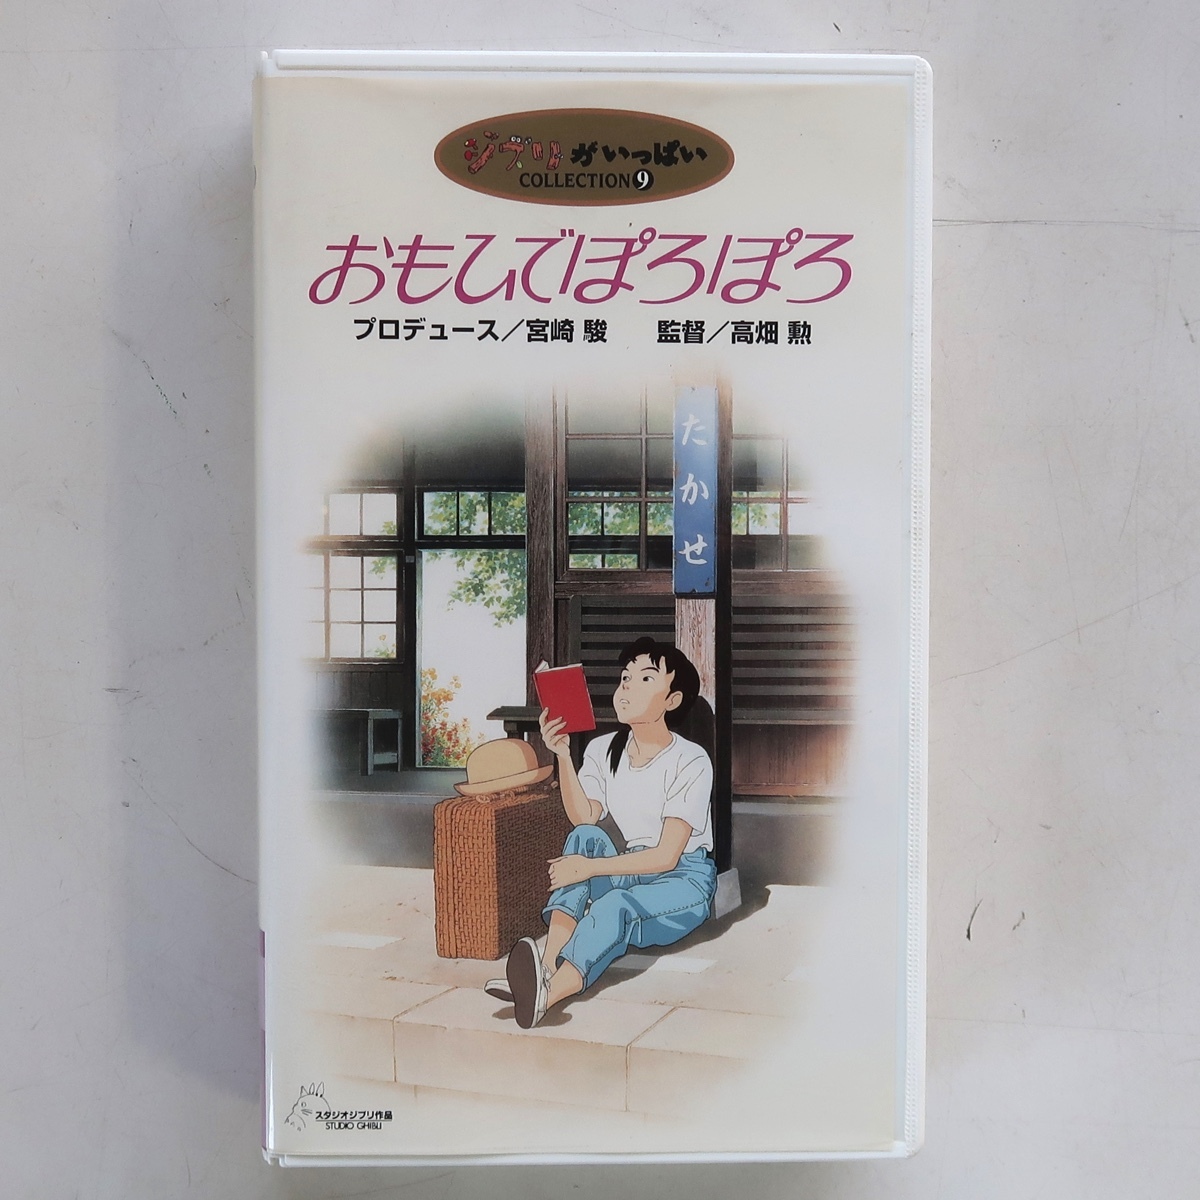 ジブリがいっぱい
COLLECTION 9
おもひでぽろぽろ
プロデュース／宮崎 駿　監督／高畑 勲
たかせ
スタジオジブリ作品
STUDIO GHIBLI